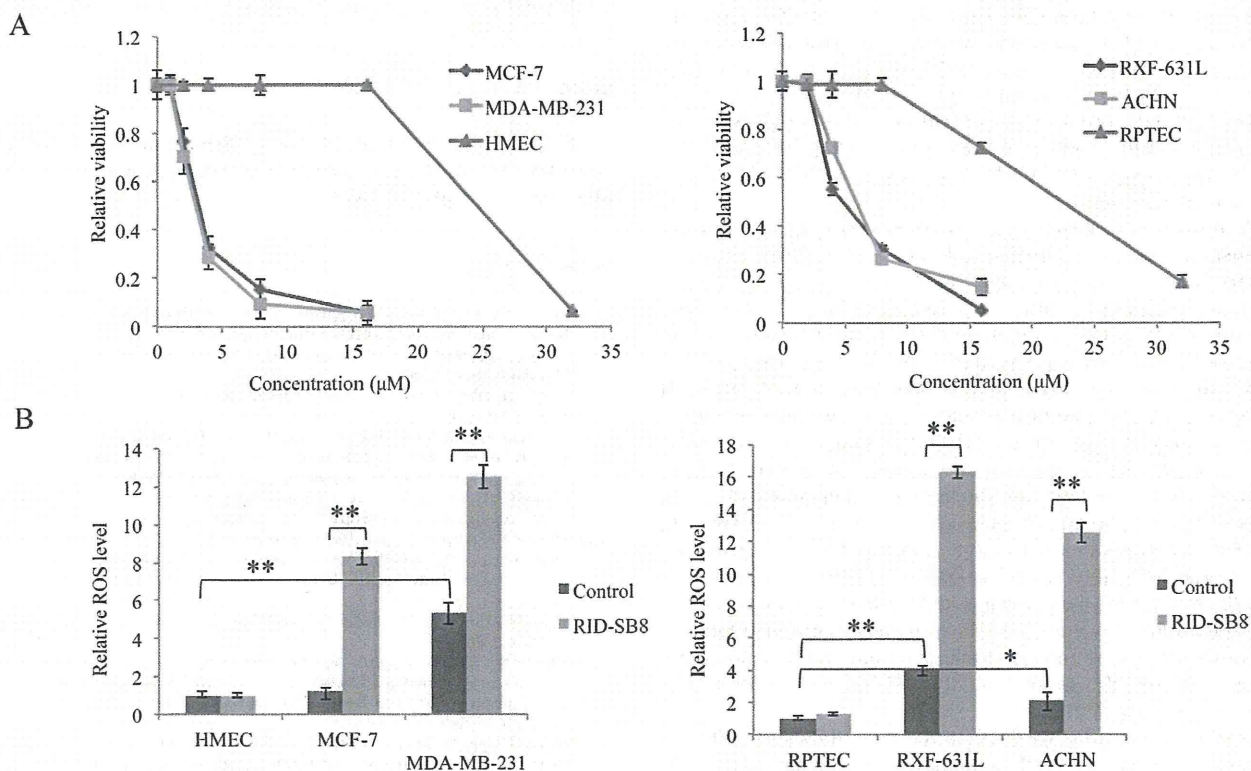 A
1.2
1
0.8
0.6
0.4
0.2
0
Relative viability
0 5 10 15 20 25 30 35
Concentration (μM)
MCF-7
MDA-MB-231
HMEC
1.2
1
0.8
0.6
0.4
0.2
0
Relative viability
0 5 10 15 20 25 30 35
Concentration (μM)
RXF-631L
ACHN
RPTEC
B
14
12
10
8
6
4
2
0
Relative ROS level
**
**
**
HMEC MCF-7 MDA-MB-231
Control
RID-SB8
18
16
14
12
10
8
6
4
2
0
Relative ROS level
**
**
**
*
RPTEC RXF-631L ACHN
Control
RID-SB8